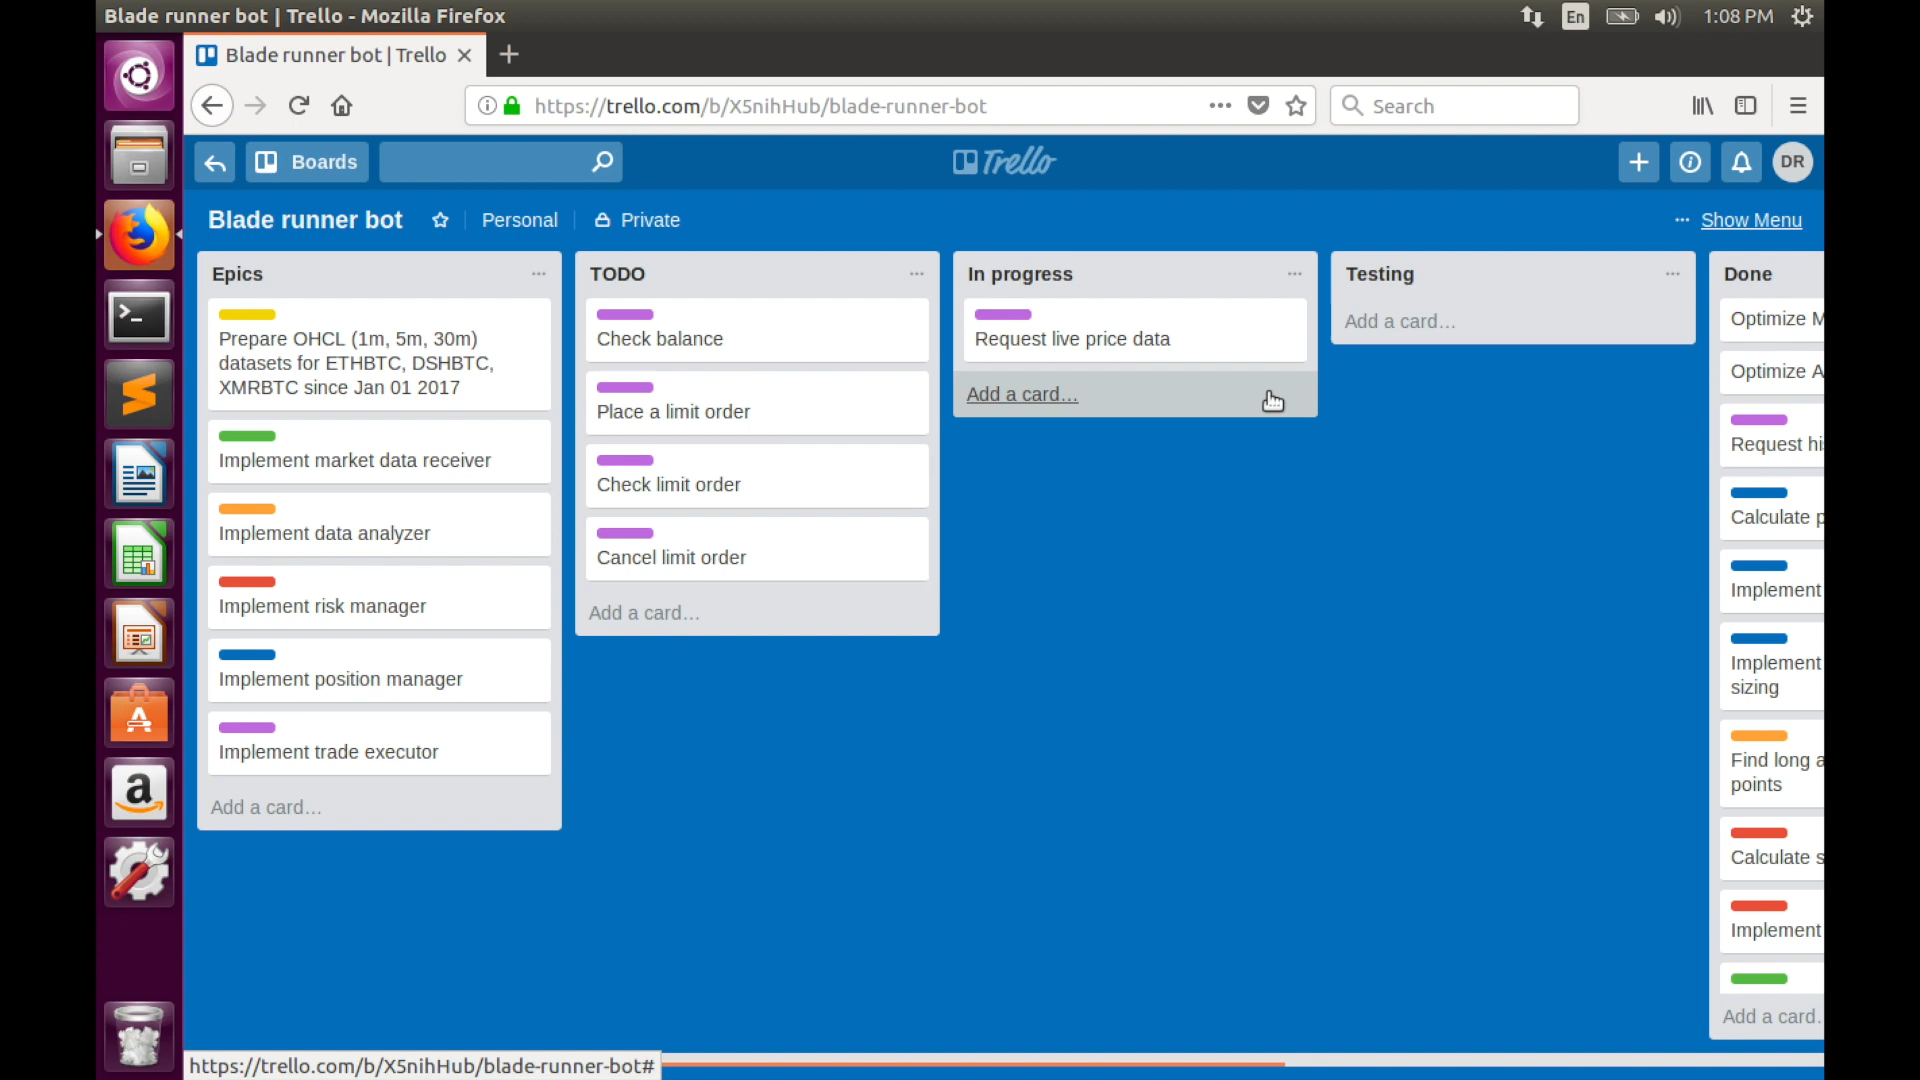 Blade runner bot | Trello - Mozilla Firefox
En
1:08 PM
Blade runner bot | Trello
https://trello.com/b/X5nihHub/blade-runner-bot
Search
Boards
Trello
DR
Blade runner bot
Personal
Private
Show Menu
Epics
Prepare OHCL (1m, 5m, 30m)
datasets for ETHBTC, DSHBTC,
XMRBTC since Jan 01 2017
Implement market data receiver
Implement data analyzer
Implement risk manager
Implement position manager
Implement trade executor
Add a card…
TODO
Check balance
Place a limit order
Check limit order
Cancel limit order
Add a card…
In progress
Request live price data
Add a card…
Testing
Add a card…
Done
Optimize
Optimize
Request
Calculate
Implement
Implement
sizing
Find long
points
Calculate
Implement
Add a card…
a
https://trello.com/b/X5nihHub/blade-runner-bot#